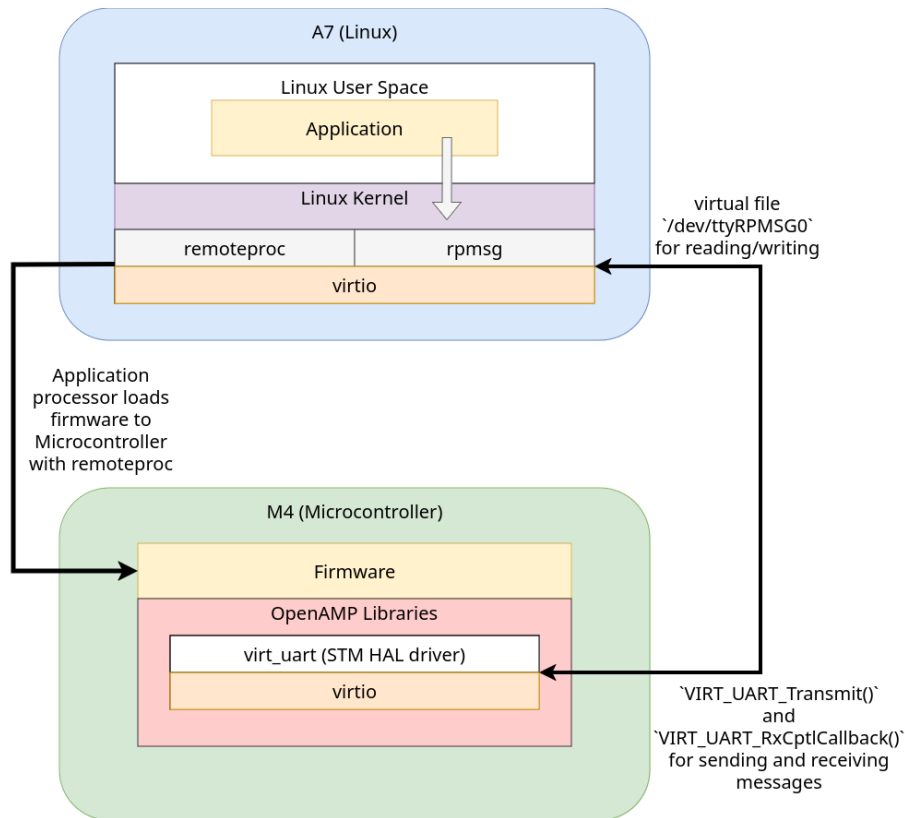 A7 (Linux)
Linux User Space
Application
Linux Kernel
remoteproc
rpmsg
virtio
virtual file
`/dev/ttyRPMSG0`
for reading/writing
Application
processor loads
firmware to
Microcontroller
with remoteproc
M4 (Microcontroller)
Firmware
OpenAMP Libraries
virt_uart (STM HAL driver)
virtio
`VIRT_UART_Transmit()`
and
`VIRT_UART_RxCptlCallback()`
for sending and receiving
messages